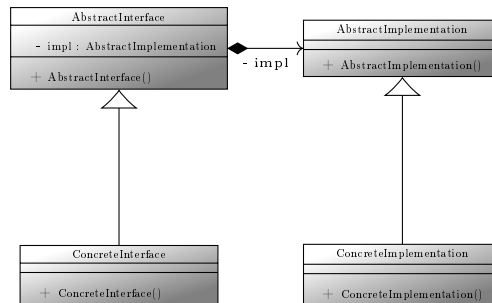 AbstractInterface
- impl : AbstractImplementation
+ AbstractInterface()
- impl
AbstractImplementation
+ AbstractImplementation()
ConcreteInterface
+ ConcreteInterface()
ConcreteImplementation
+ ConcreteImplementation()